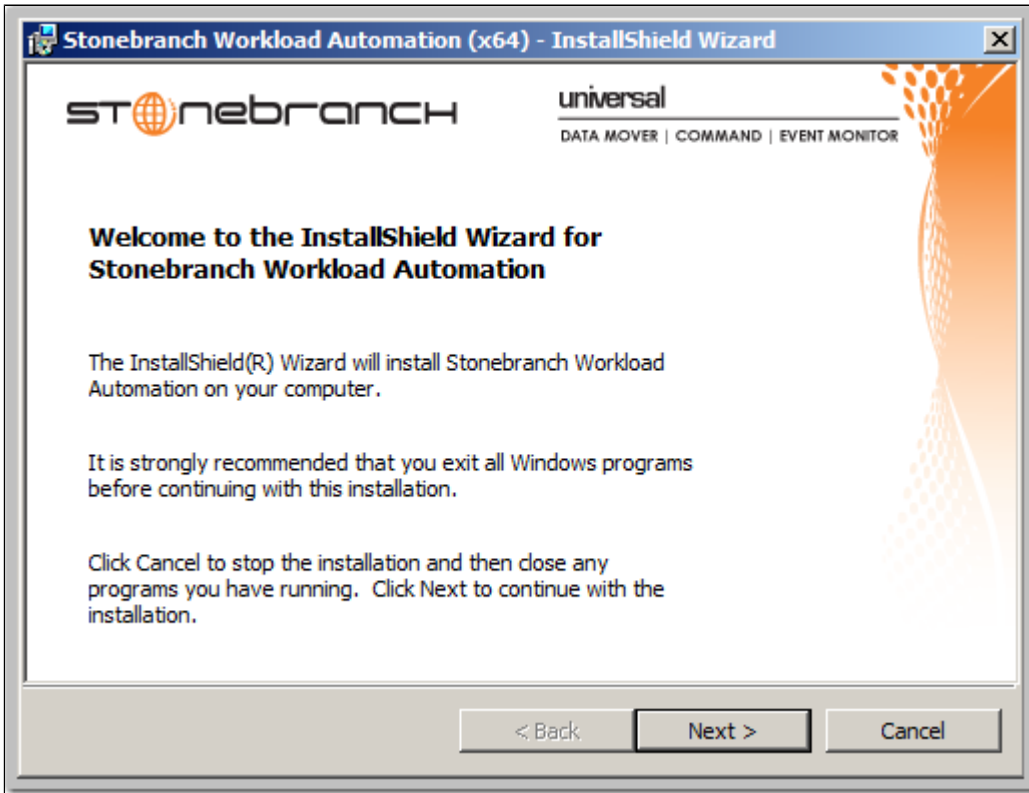 Stonebranch Workload Automation (x64) - InstallShield Wizard
stonebranch
universal
DATA MOVER | COMMAND | EVENT MONITOR
Welcome to the InstallShield Wizard for
Stonebranch Workload Automation
The InstallShield(R) Wizard will install Stonebranch Workload
Automation on your computer.
It is strongly recommended that you exit all Windows programs
before continuing with this installation.
Click Cancel to stop the installation and then close any
programs you have running.  Click Next to continue with the
installation.
< Back
Next >
Cancel